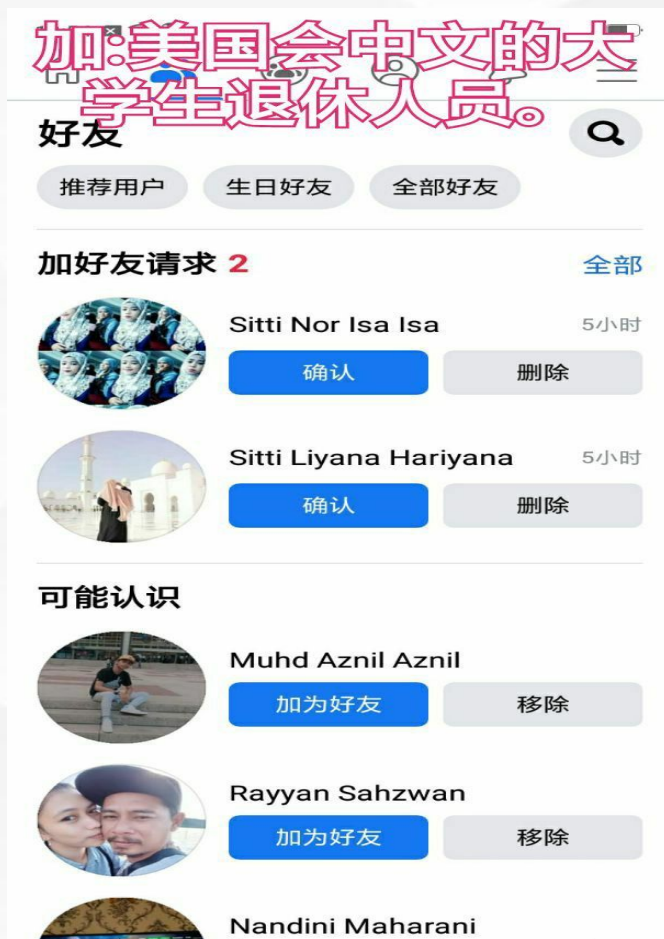 加:美国会中文的大
学生退休人员。
好友
推荐用户 生日好友 全部好友
加好友请求 2 全部
Sitti Nor Isa Isa 5小时
确认 删除
Sitti Liyana Hariyana 5小时
确认 删除
可能认识
Muhd Aznil Aznil
加为好友 移除
Rayyan Sahzwan
加为好友 移除
Nandini Maharani